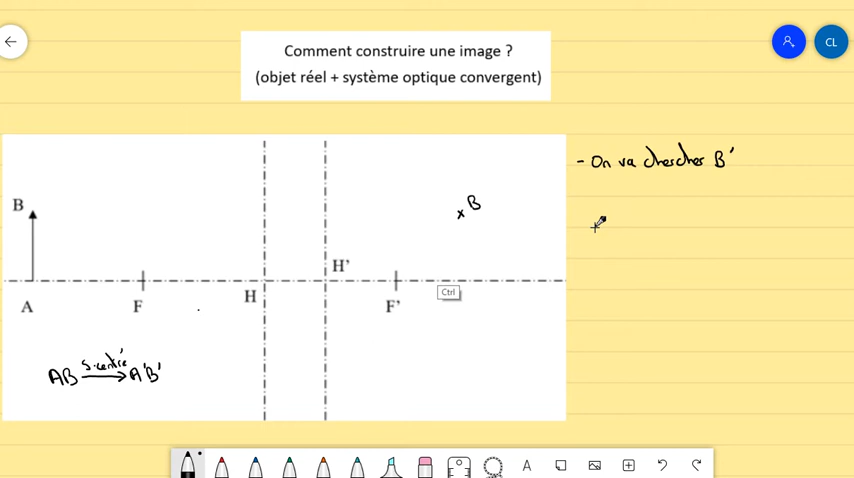 CL
Comment construire une image ?
(objet réel + système optique convergent)
- On va chercher B'
B
x B
H'
A
F
H
F'
Ctrl
S.centré
AB → A'B'
A